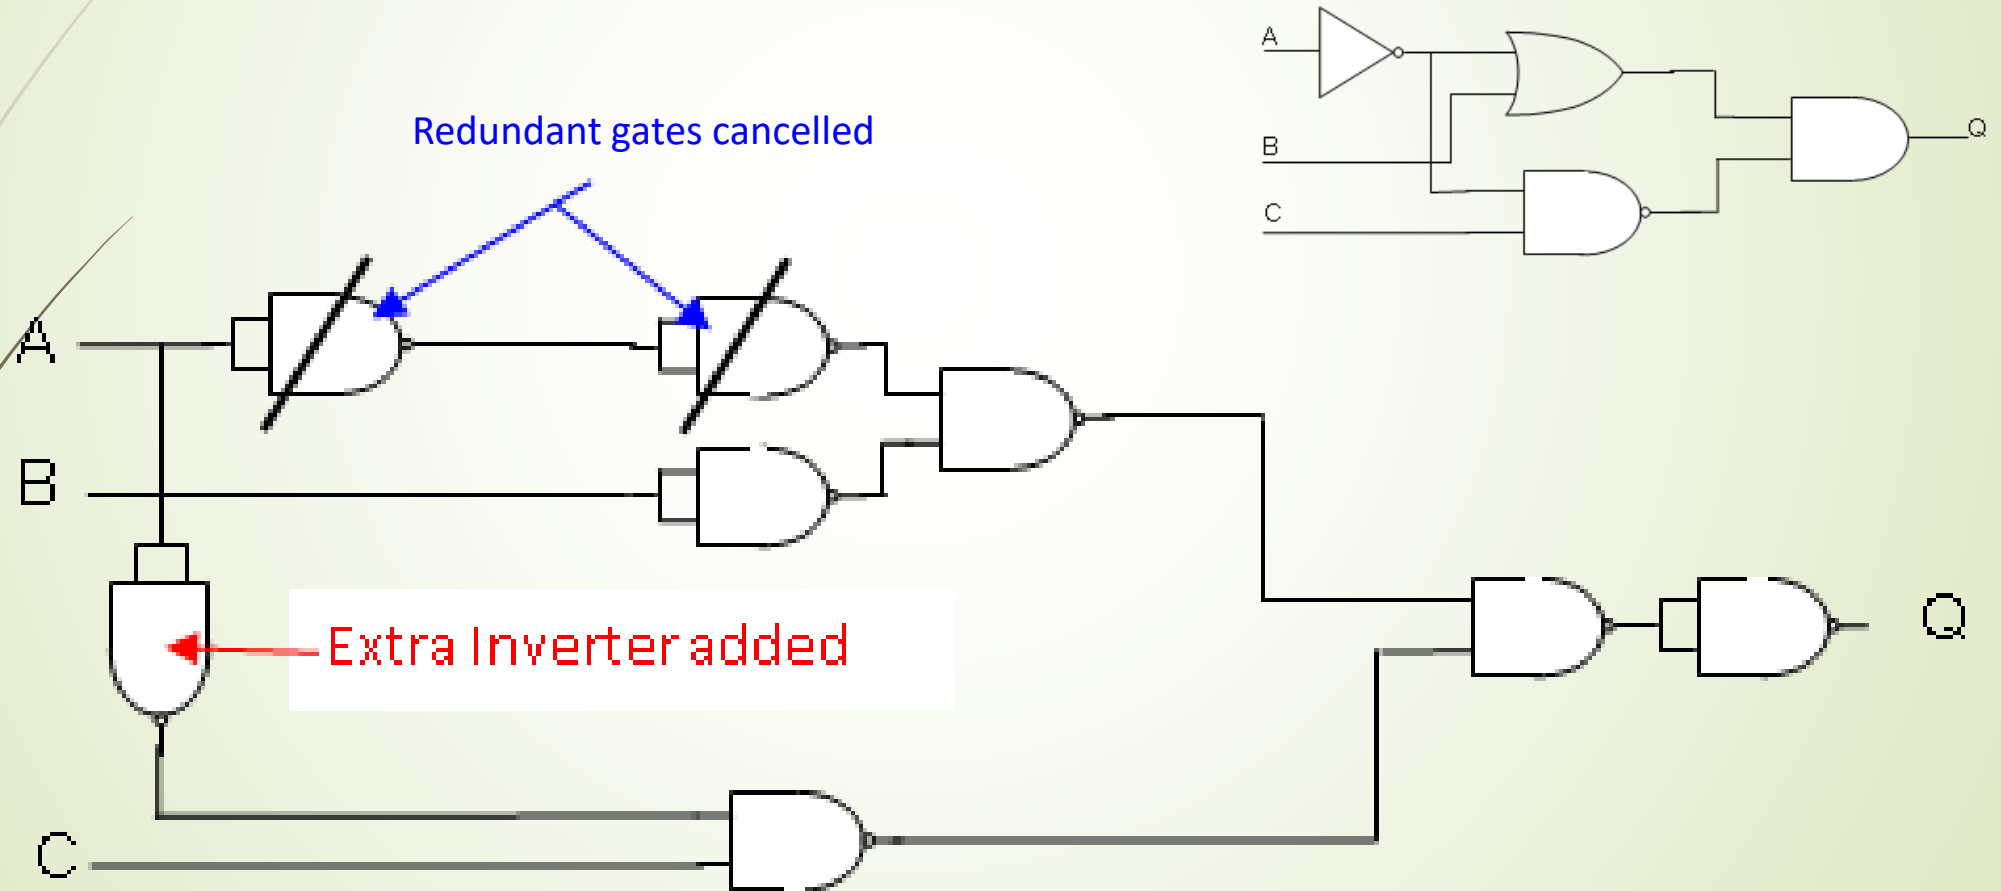 A
B
C
Q
Redundant gates cancelled
A
B
Extra Inverter added
Q
C